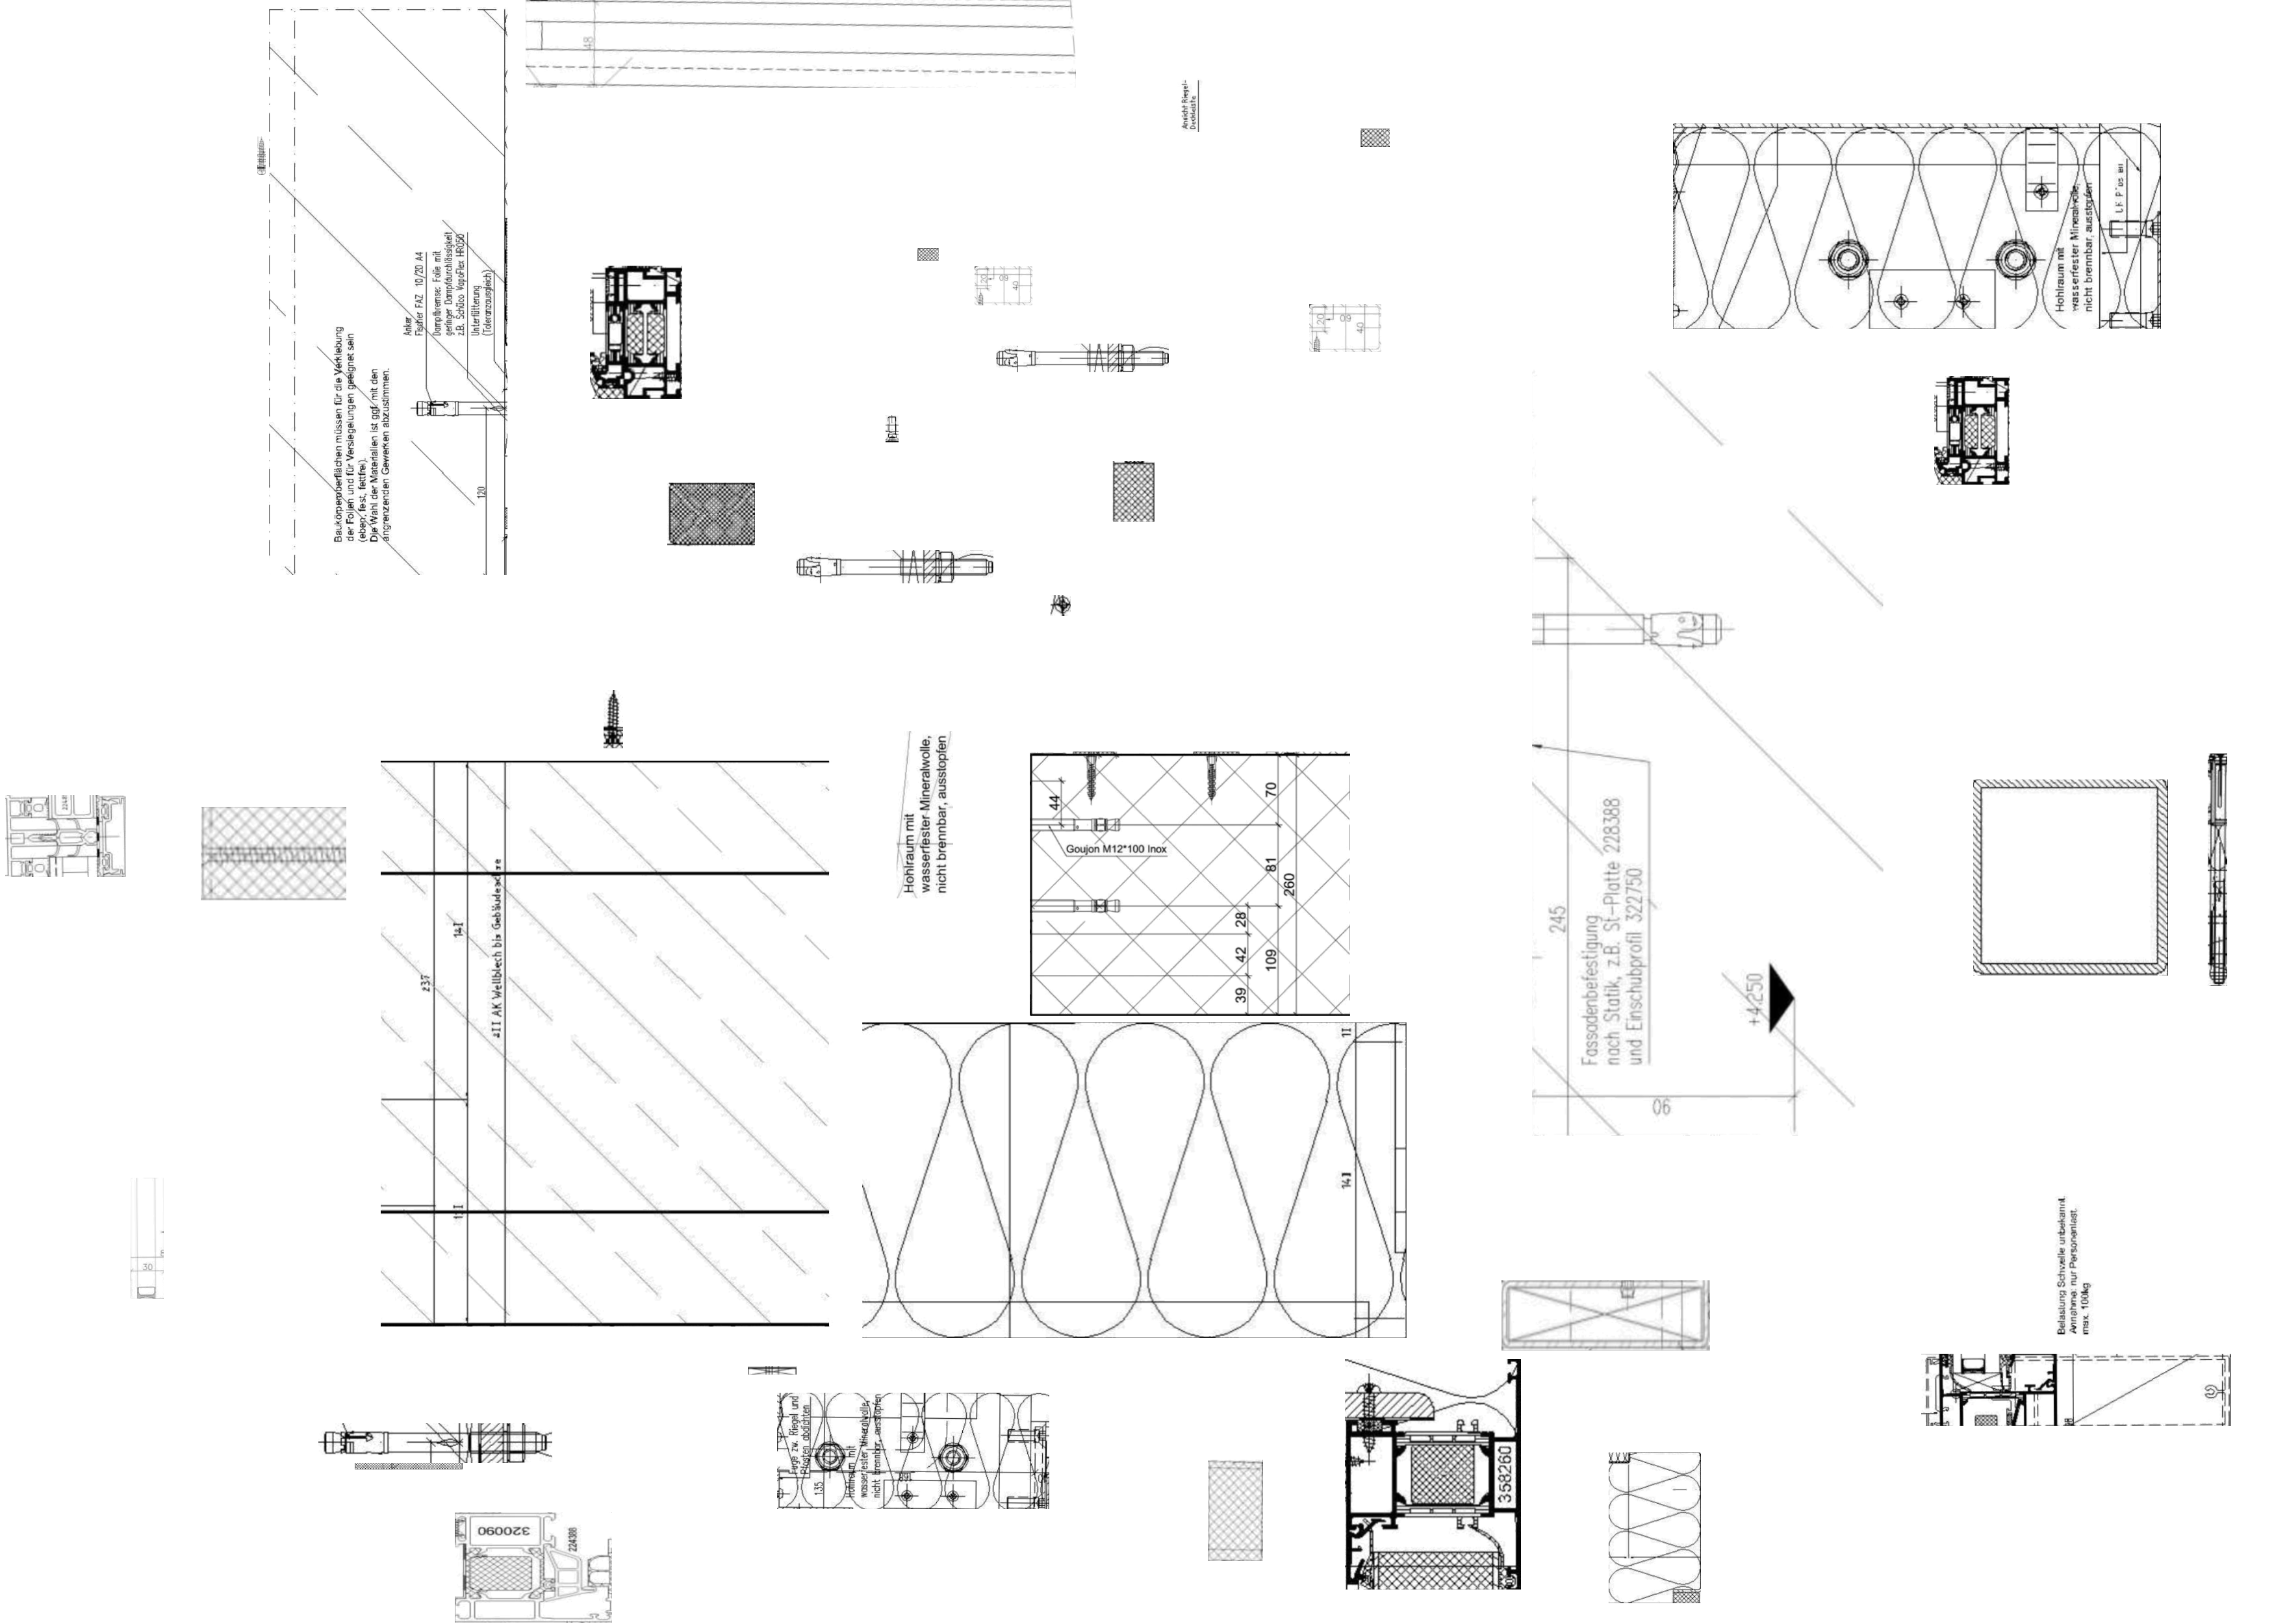 48
Ansicht Riegel-
Deckleiste
Anker
Fischer FAZ 10/20 A4
Dampfbremse: Folie mit
geringer Dampfdurchlässigkeit
z.B. Schüco VapoFlex HR050
Unterfütterung
(Toleranzausgleich)
Baukörperoberflächen müssen für die Verklebung
der Folien und für Versiegelungen geeignet sein
(eben, fest, fettfrei).
Die Wahl der Materialien ist ggf. mit den
angrenzenden Gewerken abzustimmen.
120
20
60
40
20
60
40
Hohlraum mit
wasserfester Mineralwolle,
nicht brennbar, ausstopfen
Hohlraum mit
wasserfester Mineralwolle,
nicht brennbar, ausstopfen
44
70
Goujon M12*100 Inox
81
260
28
42
109
39
237
141
AK Wellblech bis Gebäudeachse
141
245
Fassadenbefestigung
nach Statik, z.B. St-Platte 228388
und Einschubprofil 322750
+4.250
90
30
Belastung Schwelle unbekannt.
Annahme: nur Personenlast.
max. 100kg
Fuge zw. Riegel und
Pfosten abdichten
135
Hohlraum mit
wasserfester Mineralwolle,
nicht brennbar, ausstopfen
358260
320090
224388